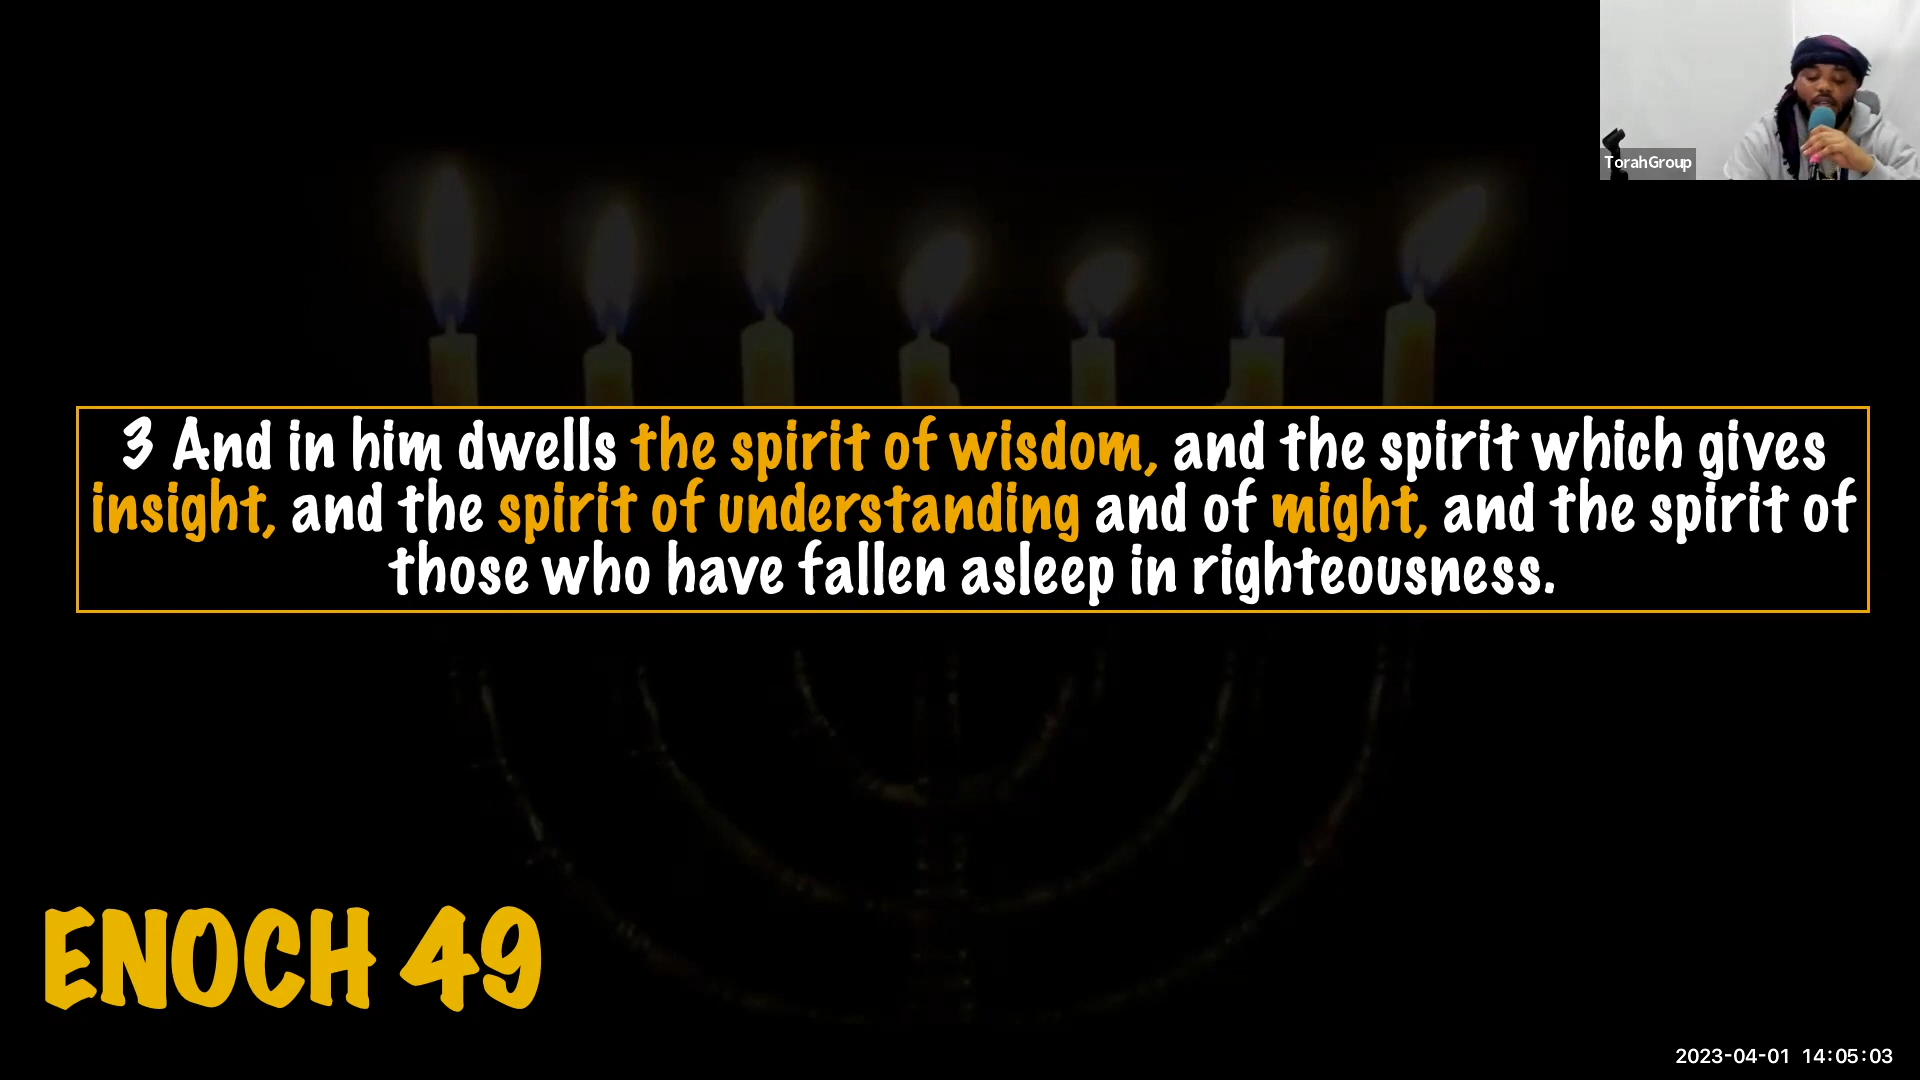 TorahGroup
3 And in him dwells the spirit of wisdom, and the spirit which gives
insight, and the spirit of understanding and of might, and the spirit of
those who have fallen asleep in righteousness.
ENOCH 49
2023-04-01 14:05:03